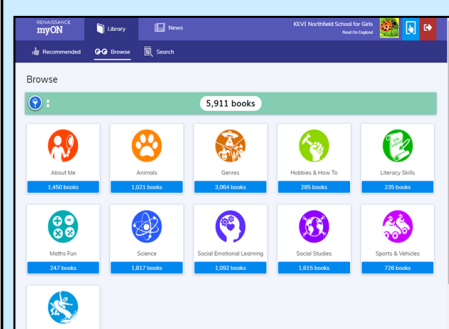 RENAISSANCE
myON
Library
News
KEVI Northfield School for Girls
Read On England
Recommended
Browse
Search
Browse
5,911 books
About Me
Animals
Genres
Hobbies & How To
Literacy Skills
1,450 books
1,021 books
3,064 books
285 books
235 books
Maths Fun
Science
Social Emotional Learning
Social Studies
Sports & Vehicles
247 books
1,817 books
1,092 books
1,615 books
726 books